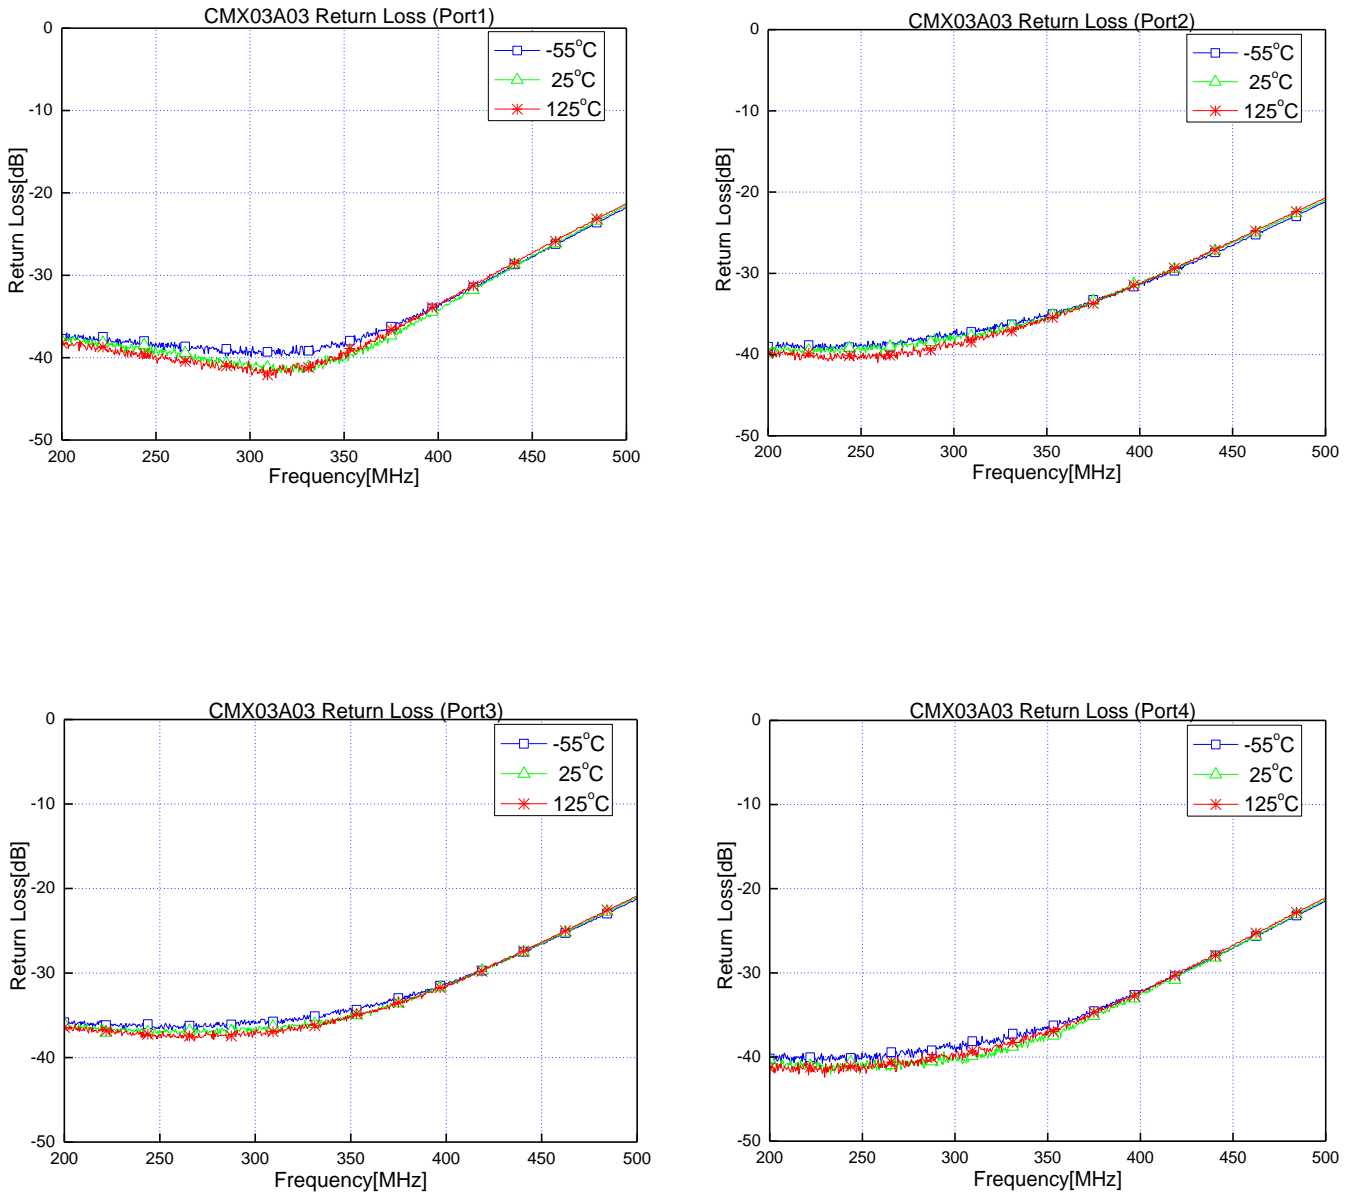 CMX03A03 Return Loss (Port1)
0
-10
-20
-30
-40
-50
Return Loss[dB]
-55°C
25°C
125°C
200 250 300 350 400 450 500
Frequency[MHz]
CMX03A03 Return Loss (Port2)
0
-10
-20
-30
-40
-50
Return Loss[dB]
-55°C
25°C
125°C
200 250 300 350 400 450 500
Frequency[MHz]
CMX03A03 Return Loss (Port3)
0
-10
-20
-30
-40
-50
Return Loss[dB]
-55°C
25°C
125°C
200 250 300 350 400 450 500
Frequency[MHz]
CMX03A03 Return Loss (Port4)
0
-10
-20
-30
-40
-50
Return Loss[dB]
-55°C
25°C
125°C
200 250 300 350 400 450 500
Frequency[MHz]